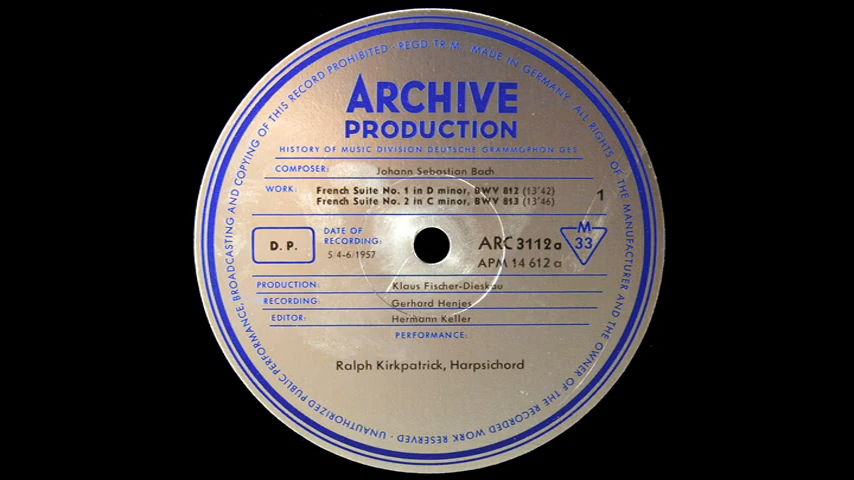 UNAUTHORIZED PUBLIC PERFORMANCE, BROADCASTING AND COPYING OF THIS RECORD PROHIBITED · REGD. TR. M., MADE IN GERMANY. ALL RIGHTS OF THE MANUFACTURER AND THE OWNER OF THE RECORDED WORK RESERVED ·
ARCHIVE
PRODUCTION
HISTORY OF MUSIC DIVISION DEUTSCHE GRAMMOPHON GES
COMPOSER: Johann Sebastian Bach
WORK: French Suite No. 1 in D minor, BWV 812 (13'42)
French Suite No. 2 in C minor, BWV 813 (13'46)
1
D. P.
DATE OF
RECORDING:
5/4-6/1957
ARC 3112 a
APM 14 612 a
M
33
PRODUCTION: Klaus Fischer-Dieskau
RECORDING: Gerhard Henjes
EDITOR: Hermann Keller
PERFORMANCE:
Ralph Kirkpatrick, Harpsichord